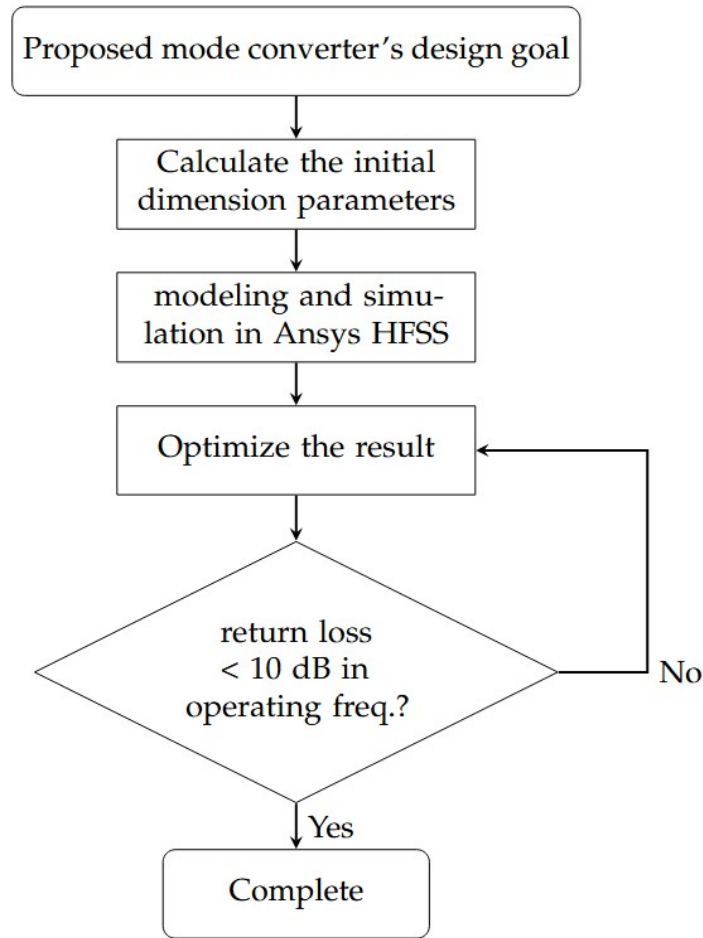 Proposed mode converter's design goal
Calculate the initial
dimension parameters
modeling and simu-
lation in Ansys HFSS
Optimize the result
return loss
< 10 dB in
operating freq.?
No
Yes
Complete